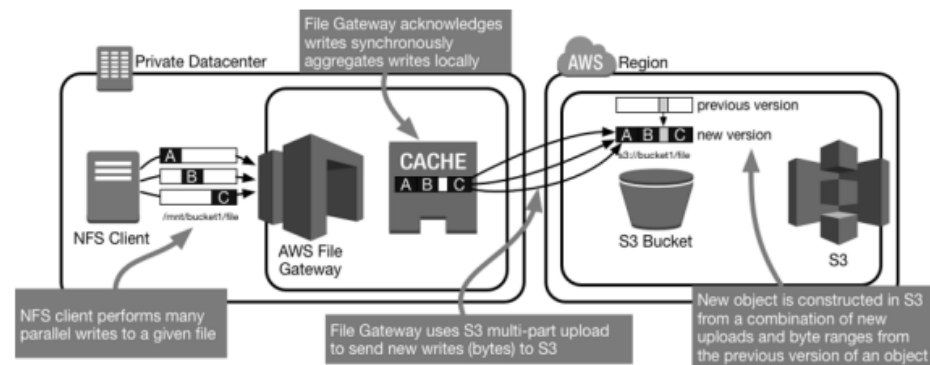 File Gateway acknowledges
writes synchronously
aggregates writes locally
Private Datacenter
AWS
Region
previous version
A B C
new version
s3://bucket1/file
A
B
C
/mnt/bucket1/file
CACHE
A B C
NFS Client
AWS File
Gateway
S3 Bucket
S3
NFS client performs many
parallel writes to a given file
File Gateway uses S3 multi-part upload
to send new writes (bytes) to S3
New object is constructed in S3
from a combination of new
uploads and byte ranges from
the previous version of an object